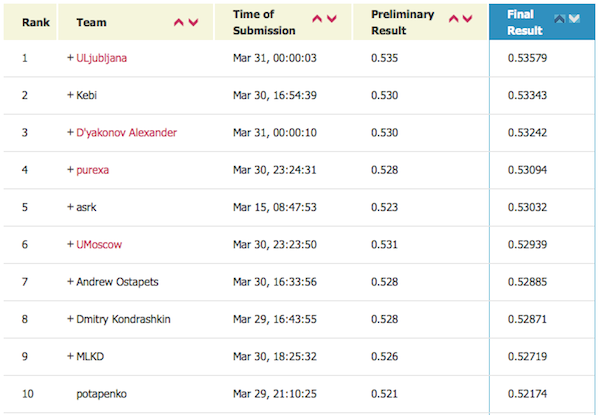 Rank Team Time of Submission Preliminary Result Final Result
1 + ULjubljana Mar 31, 00:00:03 0.535 0.53579
2 + Kebi Mar 30, 16:54:39 0.530 0.53343
3 + D'yakonov Alexander Mar 31, 00:00:10 0.530 0.53242
4 + purexa Mar 30, 23:24:31 0.528 0.53094
5 + asrk Mar 15, 08:47:53 0.523 0.53032
6 + UMoscow Mar 30, 23:23:50 0.531 0.52939
7 + Andrew Ostapets Mar 30, 16:33:56 0.528 0.52885
8 + Dmitry Kondrashkin Mar 29, 16:43:55 0.528 0.52871
9 + MLKD Mar 30, 18:25:32 0.526 0.52719
10 potapenko Mar 29, 21:10:25 0.521 0.52174